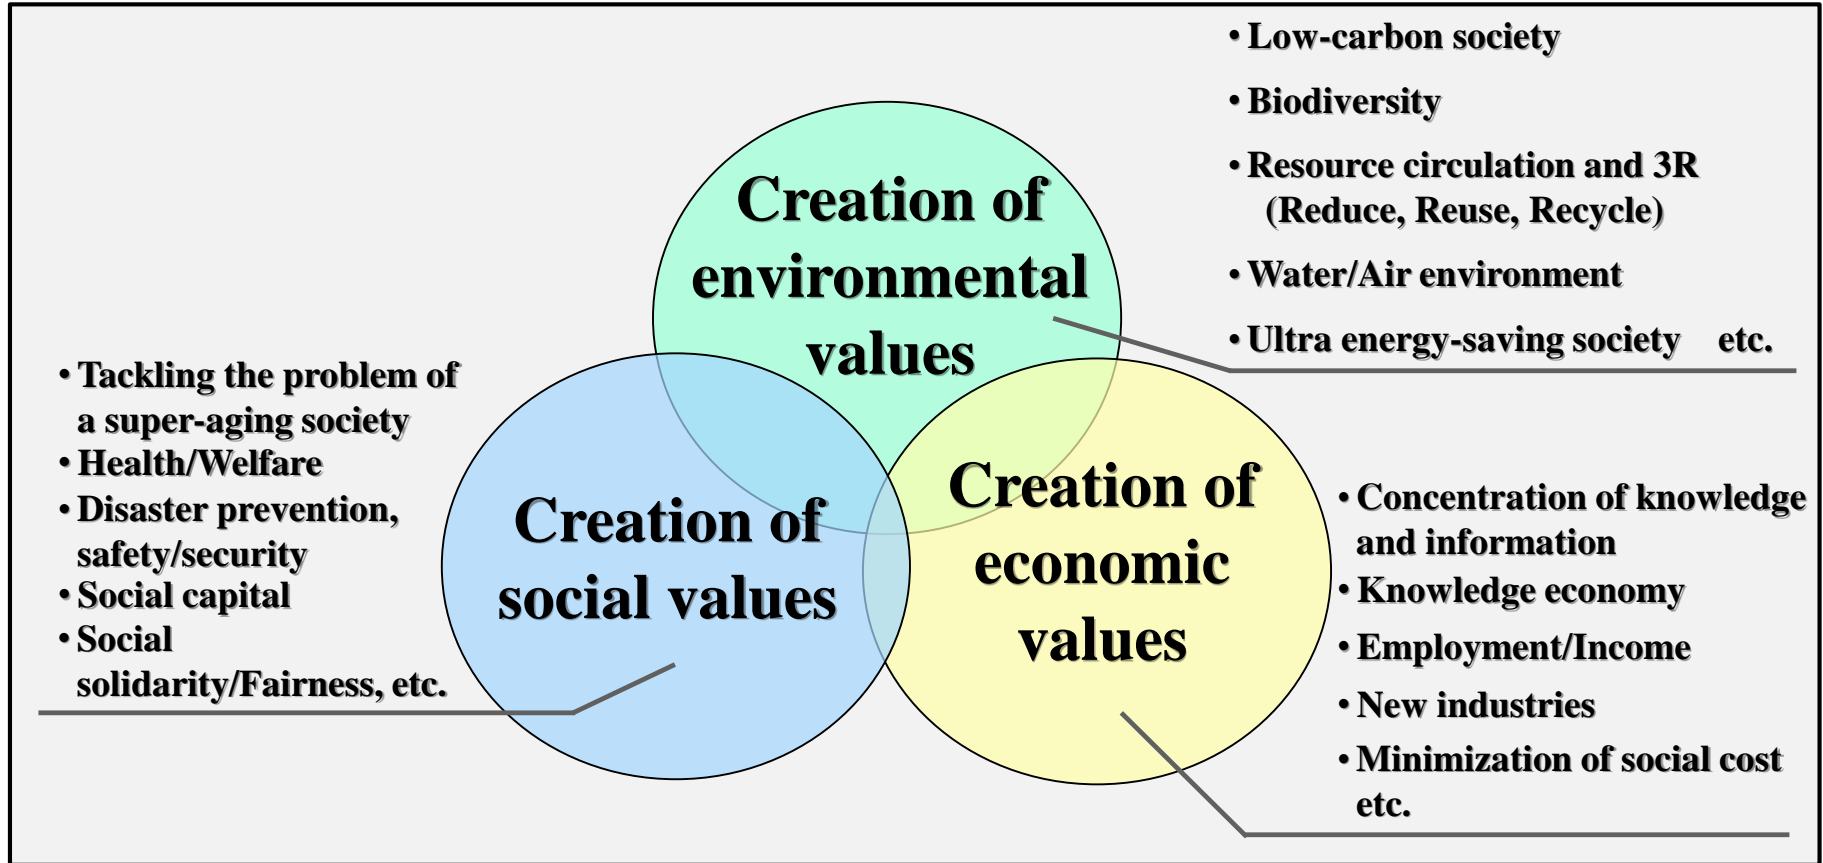 • Low-carbon society
• Biodiversity
• Resource circulation and 3R
(Reduce, Reuse, Recycle)
• Water/Air environment
• Ultra energy-saving society etc.
Creation of
environmental
values
• Tackling the problem of
a super-aging society
• Health/Welfare
• Disaster prevention,
safety/security
• Social capital
• Social
solidarity/Fairness, etc.
Creation of
social values
Creation of
economic
values
• Concentration of knowledge
and information
• Knowledge economy
• Employment/Income
• New industries
• Minimization of social cost
etc.